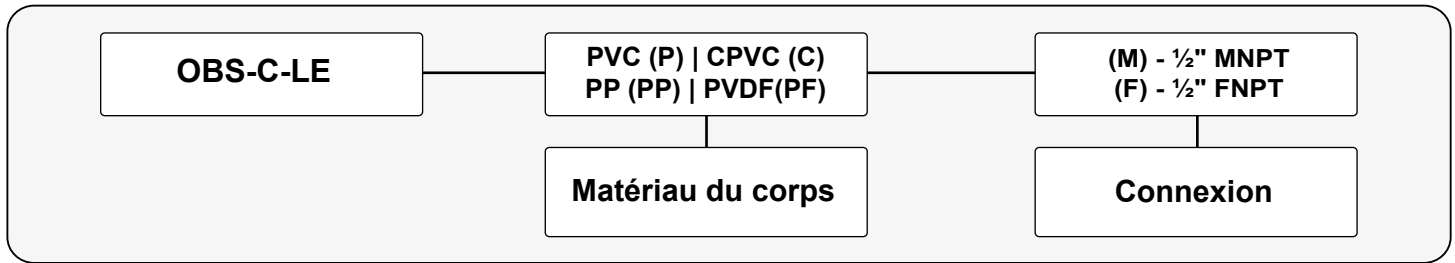 OBS-C-LE
PVC (P) | CPVC (C)
PP (PP) | PVDF(PF)
(M) - ½" MNPT
(F) - ½" FNPT
Matériau du corps
Connexion